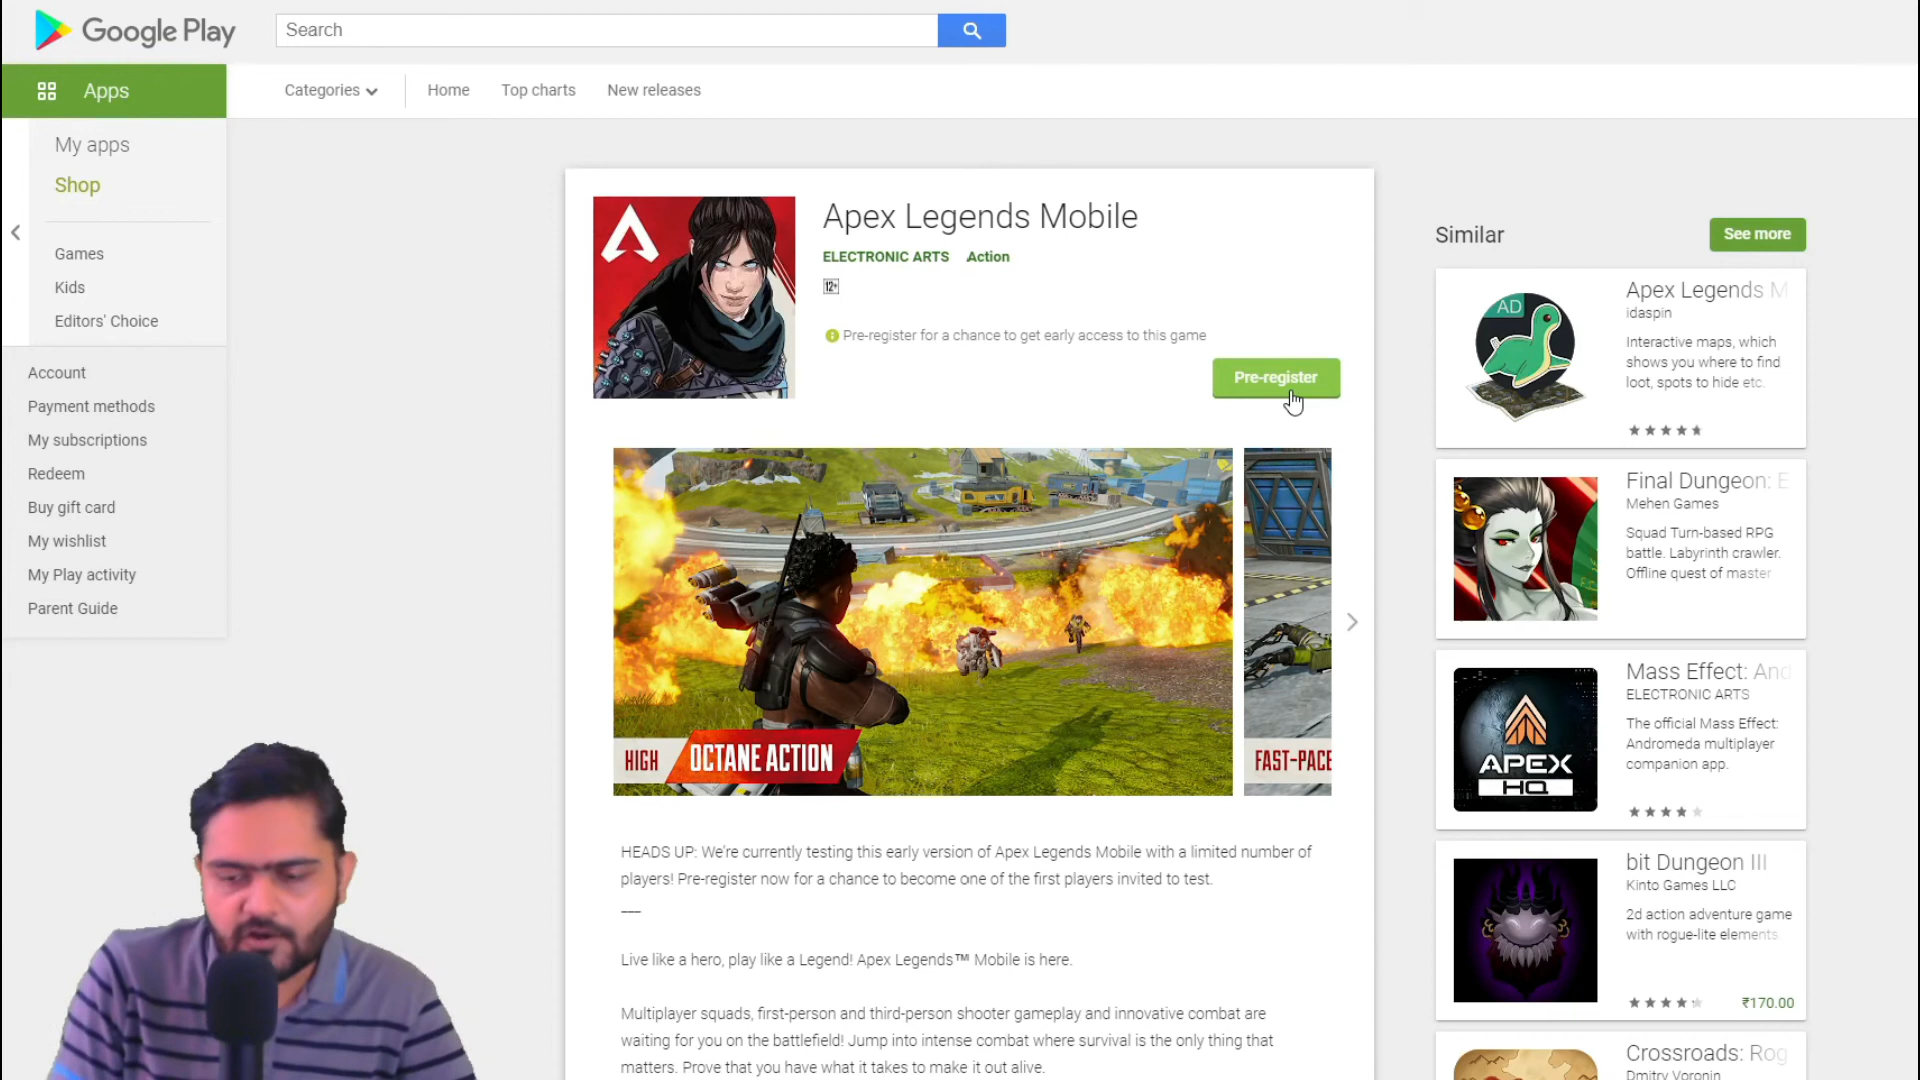 Google Play
Search
Apps
Categories
Home
Top charts
New releases
My apps
Shop
Games
Kids
Editors' Choice
Account
Payment methods
My subscriptions
Redeem
Buy gift card
My wishlist
My Play activity
Parent Guide
Apex Legends Mobile
ELECTRONIC ARTS Action
12+
Pre-register for a chance to get early access to this game
Pre-register
HIGH OCTANE ACTION
FAST-PACE
HEADS UP: We're currently testing this early version of Apex Legends Mobile with a limited number of
players! Pre-register now for a chance to become one of the first players invited to test.
___
Live like a hero, play like a Legend! Apex Legends™ Mobile is here.
Multiplayer squads, first-person and third-person shooter gameplay and innovative combat are
waiting for you on the battlefield! Jump into intense combat where survival is the only thing that
matters. Prove that you have what it takes to make it out alive.
Similar
See more
AD
Apex Legends M
idaspin
Interactive maps, which
shows you where to find
loot, spots to hide etc.
Final Dungeon: E
Mehen Games
Squad Turn-based RPG
battle. Labyrinth crawler.
Offline quest of master
APEX
HQ
Mass Effect: And
ELECTRONIC ARTS
The official Mass Effect:
Andromeda multiplayer
companion app.
bit Dungeon III
Kinto Games LLC
2d action adventure game
with rogue-lite elements
₹170.00
Crossroads: Rog
Dmitry Voronin